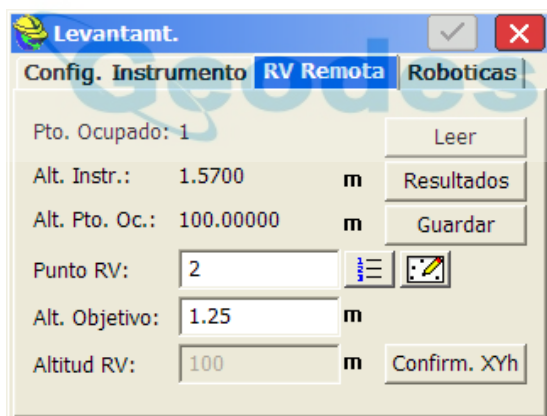 Levantamt.
Config. Instrumento RV Remota Roboticas
Geodes
Pto. Ocupado: 1 Leer
Alt. Instr.: 1.5700 m Resultados
Alt. Pto. Oc.: 100.00000 m Guardar
Punto RV: 2
Alt. Objetivo: 1.25 m
Altitud RV: 100 m Confirm. XYh